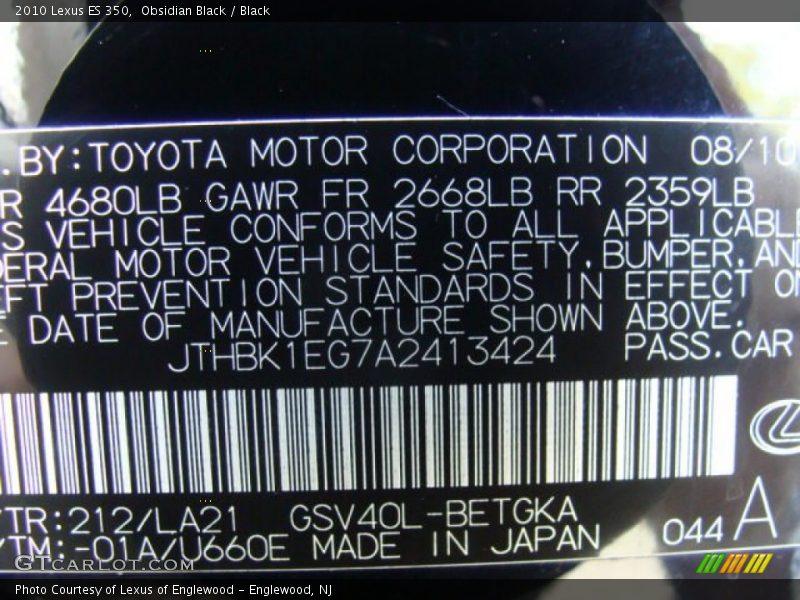 2010 Lexus ES 350,  Obsidian Black / Black
. BY: TOYOTA MOTOR CORPORATION 08/10
R 4680LB GAWR FR 2668LB RR 2359LB
S VEHICLE CONFORMS TO ALL APPLICABLE
DERAL MOTOR VEHICLE SAFETY, BUMPER, AND
EFT PREVENTION STANDARDS IN EFFECT O
E DATE OF MANUFACTURE SHOWN ABOVE.
JTHBK1EG7A2413424 PASS. CAR
/TR: 212/LA21 GSV40L-BETGKA
/TM: -01A/U660E MADE IN JAPAN 044 A
GTCARLOT.COM
Photo Courtesy of Lexus of Englewood - Englewood, NJ